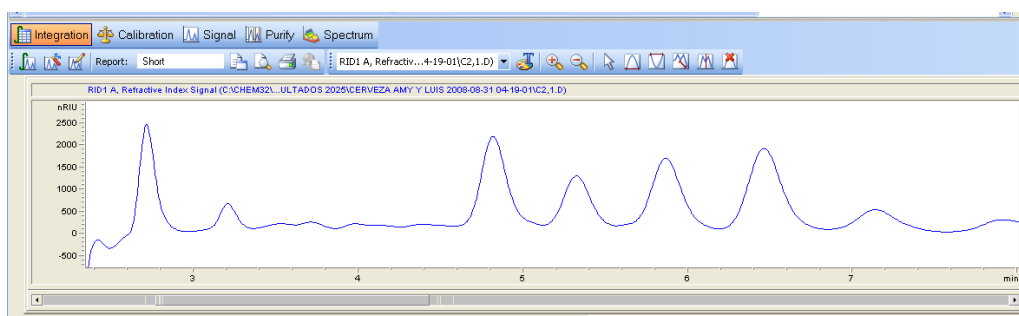 Integration Calibration Signal Purify Spectrum
Report: Short RID1 A, Refractiv...4-19-01\C2,1.D)
RID1 A, Refractive Index Signal (C:\CHEM32\...ULTADOS 2025\CERVEZA AMY Y LUIS 2008-08-31 04-19-01\C2,1.D)
nRIU
2500
2000
1500
1000
500
0
-500
3 4 5 6 7 min